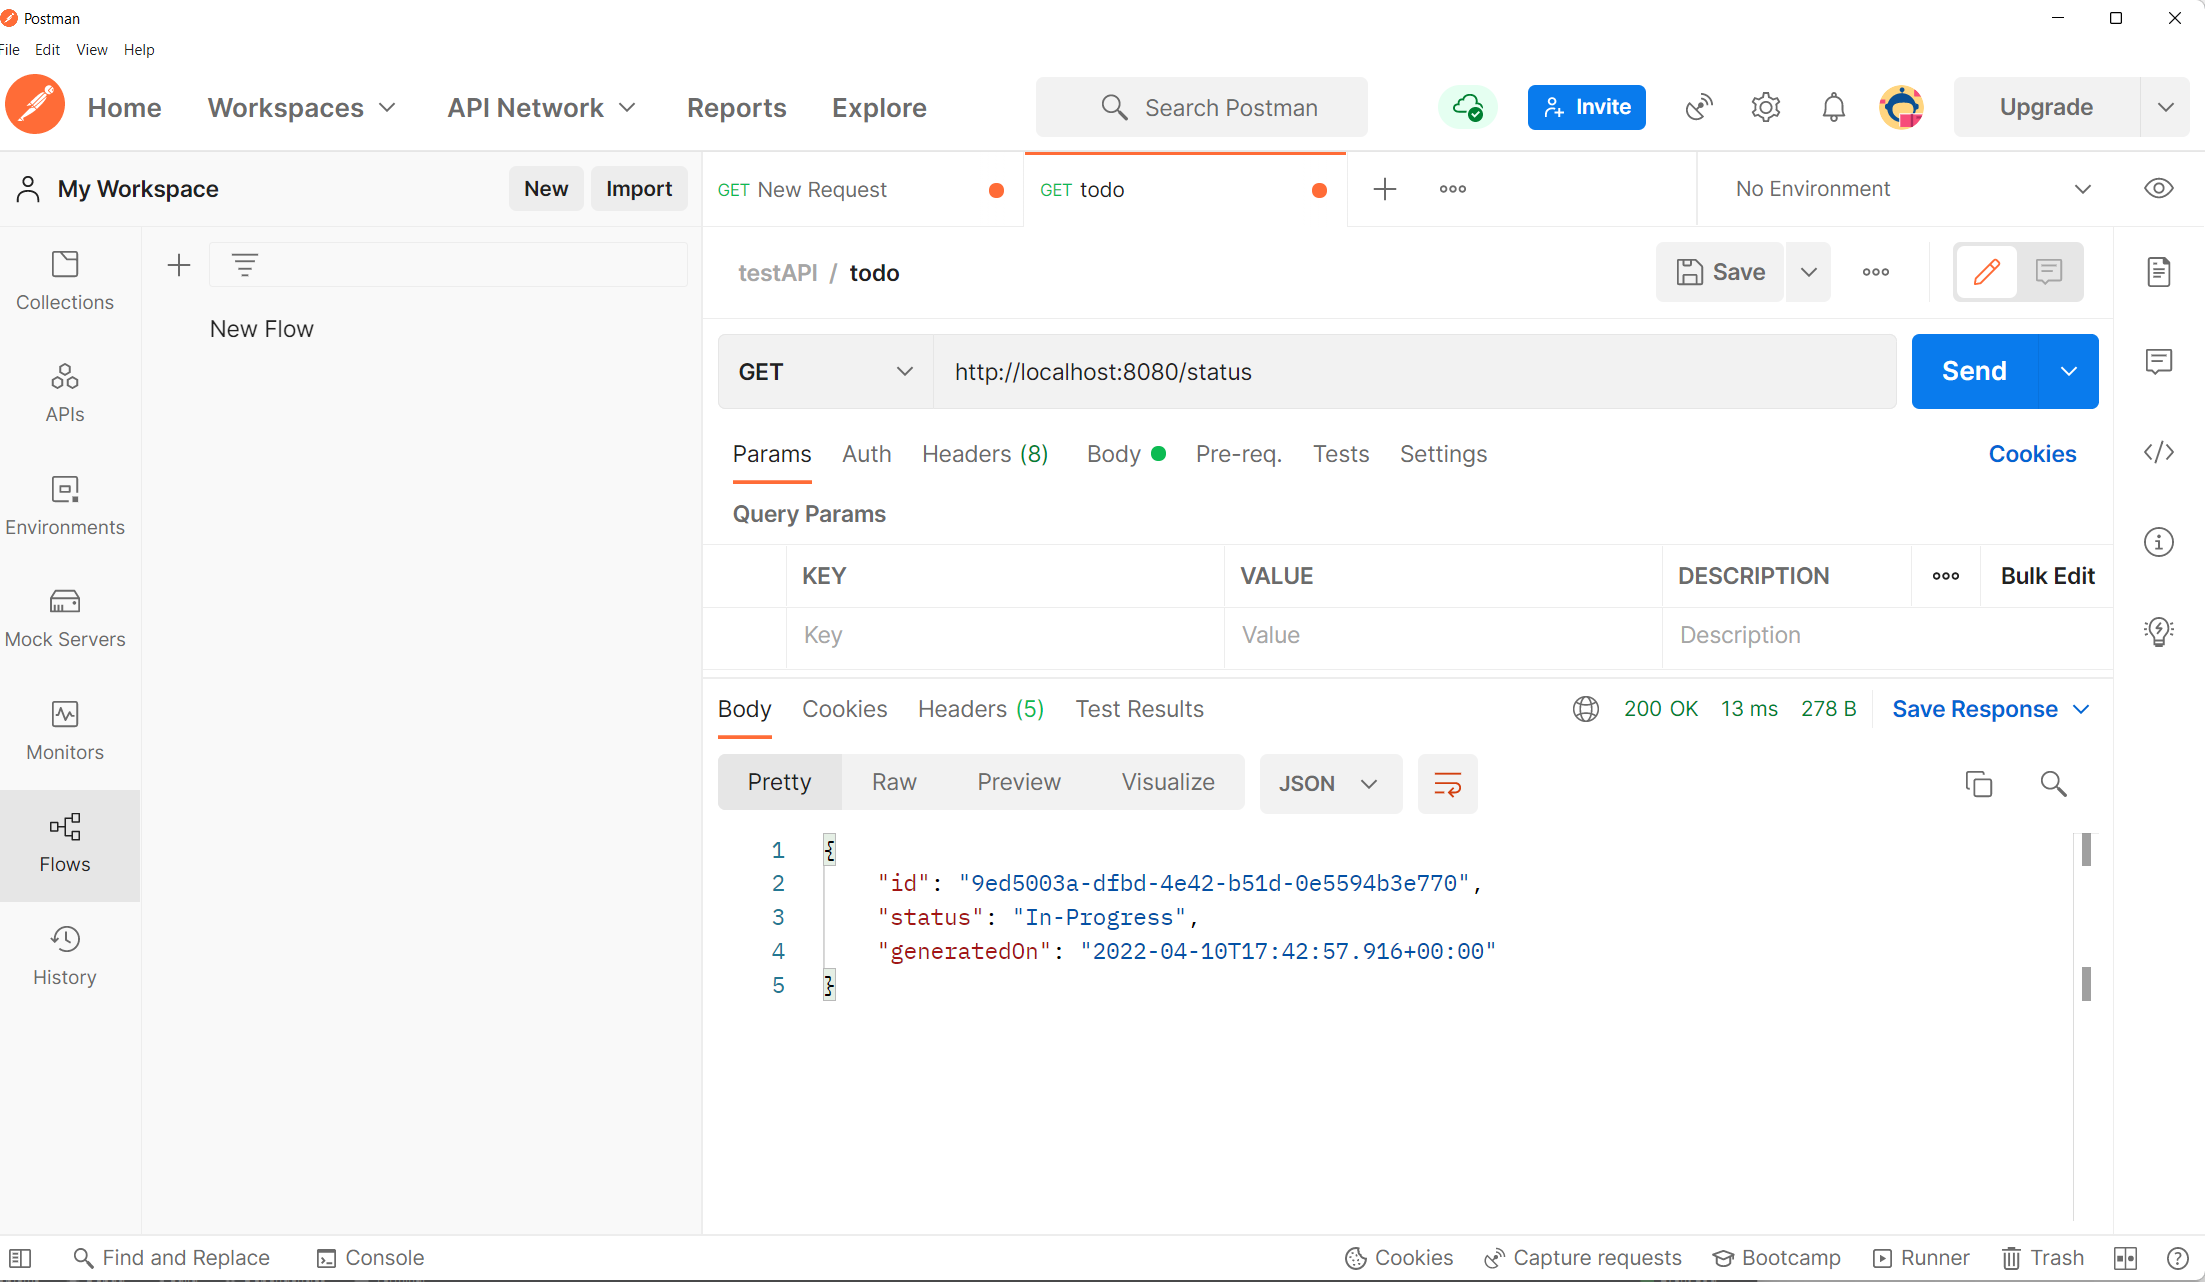 Postman
File Edit View Help
Home Workspaces API Network Reports Explore Search Postman Invite Upgrade
My Workspace New Import GET New Request GET todo No Environment
Collections
APIs
Environments
Mock Servers
Monitors
Flows
History
New Flow
testAPI / todo Save
GET http://localhost:8080/status Send
Params Auth Headers (8) Body Pre-req. Tests Settings Cookies
Query Params
KEY VALUE DESCRIPTION Bulk Edit
Key Value Description
Body Cookies Headers (5) Test Results 200 OK 13 ms 278 B Save Response
Pretty Raw Preview Visualize JSON
1 {
2 "id": "9ed5003a-dfbd-4e42-b51d-0e5594b3e770",
3 "status": "In-Progress",
4 "generatedOn": "2022-04-10T17:42:57.916+00:00"
5 }
Find and Replace Console Cookies Capture requests Bootcamp Runner Trash